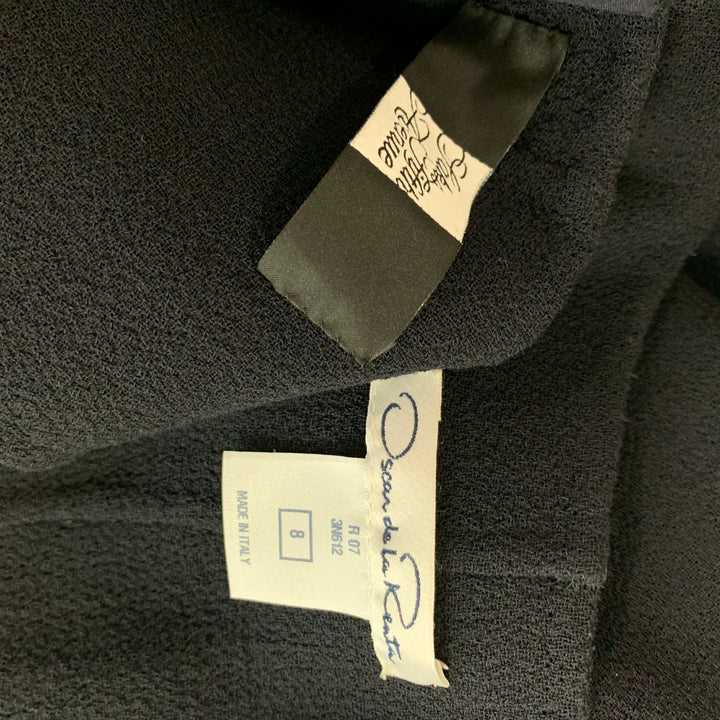 Saks
Fifth
Avenue
Oscar de la Renta
R 07
3N612
8
MADE IN ITALY